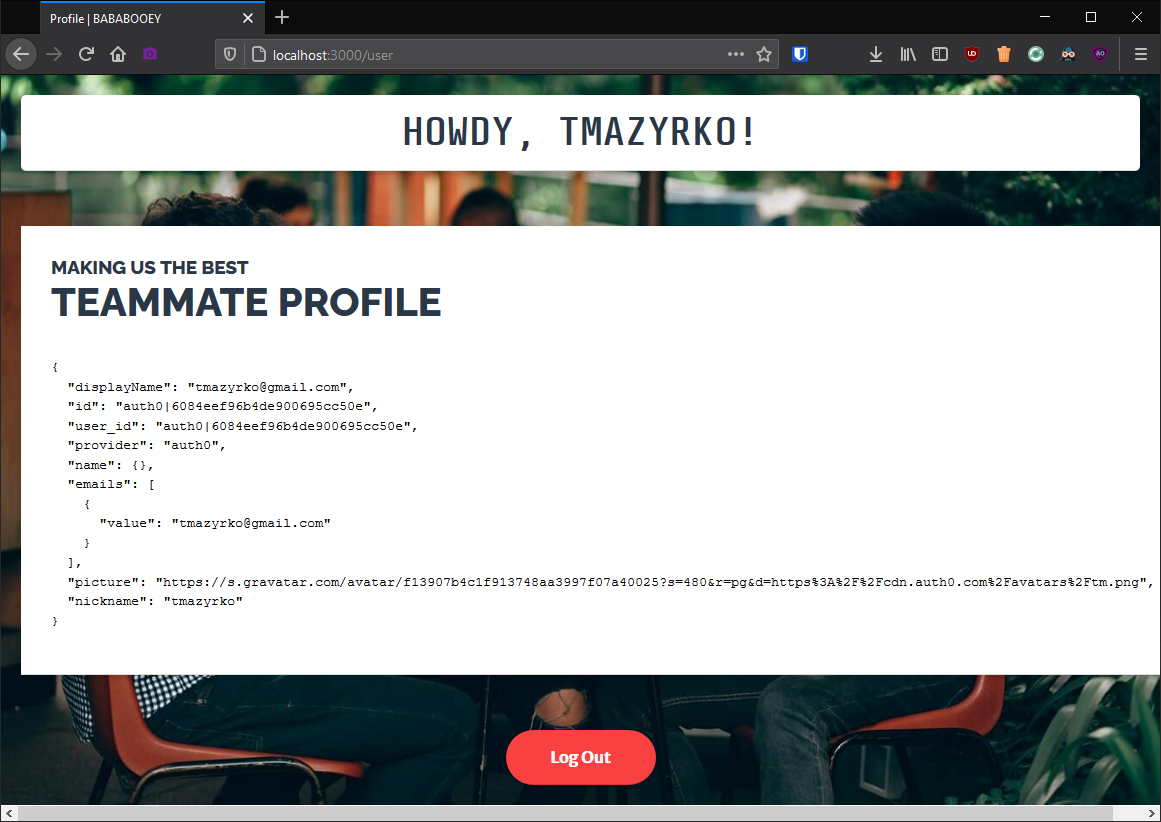 Profile | BABABOOEY
localhost:3000/user
HOWDY, TMAZYRKO!
MAKING US THE BEST
TEAMMATE PROFILE
{
"displayName": "tmazyrko@gmail.com",
"id": "auth0|6084eef96b4de900695cc50e",
"user_id": "auth0|6084eef96b4de900695cc50e",
"provider": "auth0",
"name": {},
"emails": [
{
"value": "tmazyrko@gmail.com"
}
],
"picture": "https://s.gravatar.com/avatar/f13907b4c1f913748aa3997f07a40025?s=480&r=pg&d=https%3A%2F%2Fcdn.auth0.com%2Favatars%2Ftm.png",
"nickname": "tmazyrko"
}
Log Out